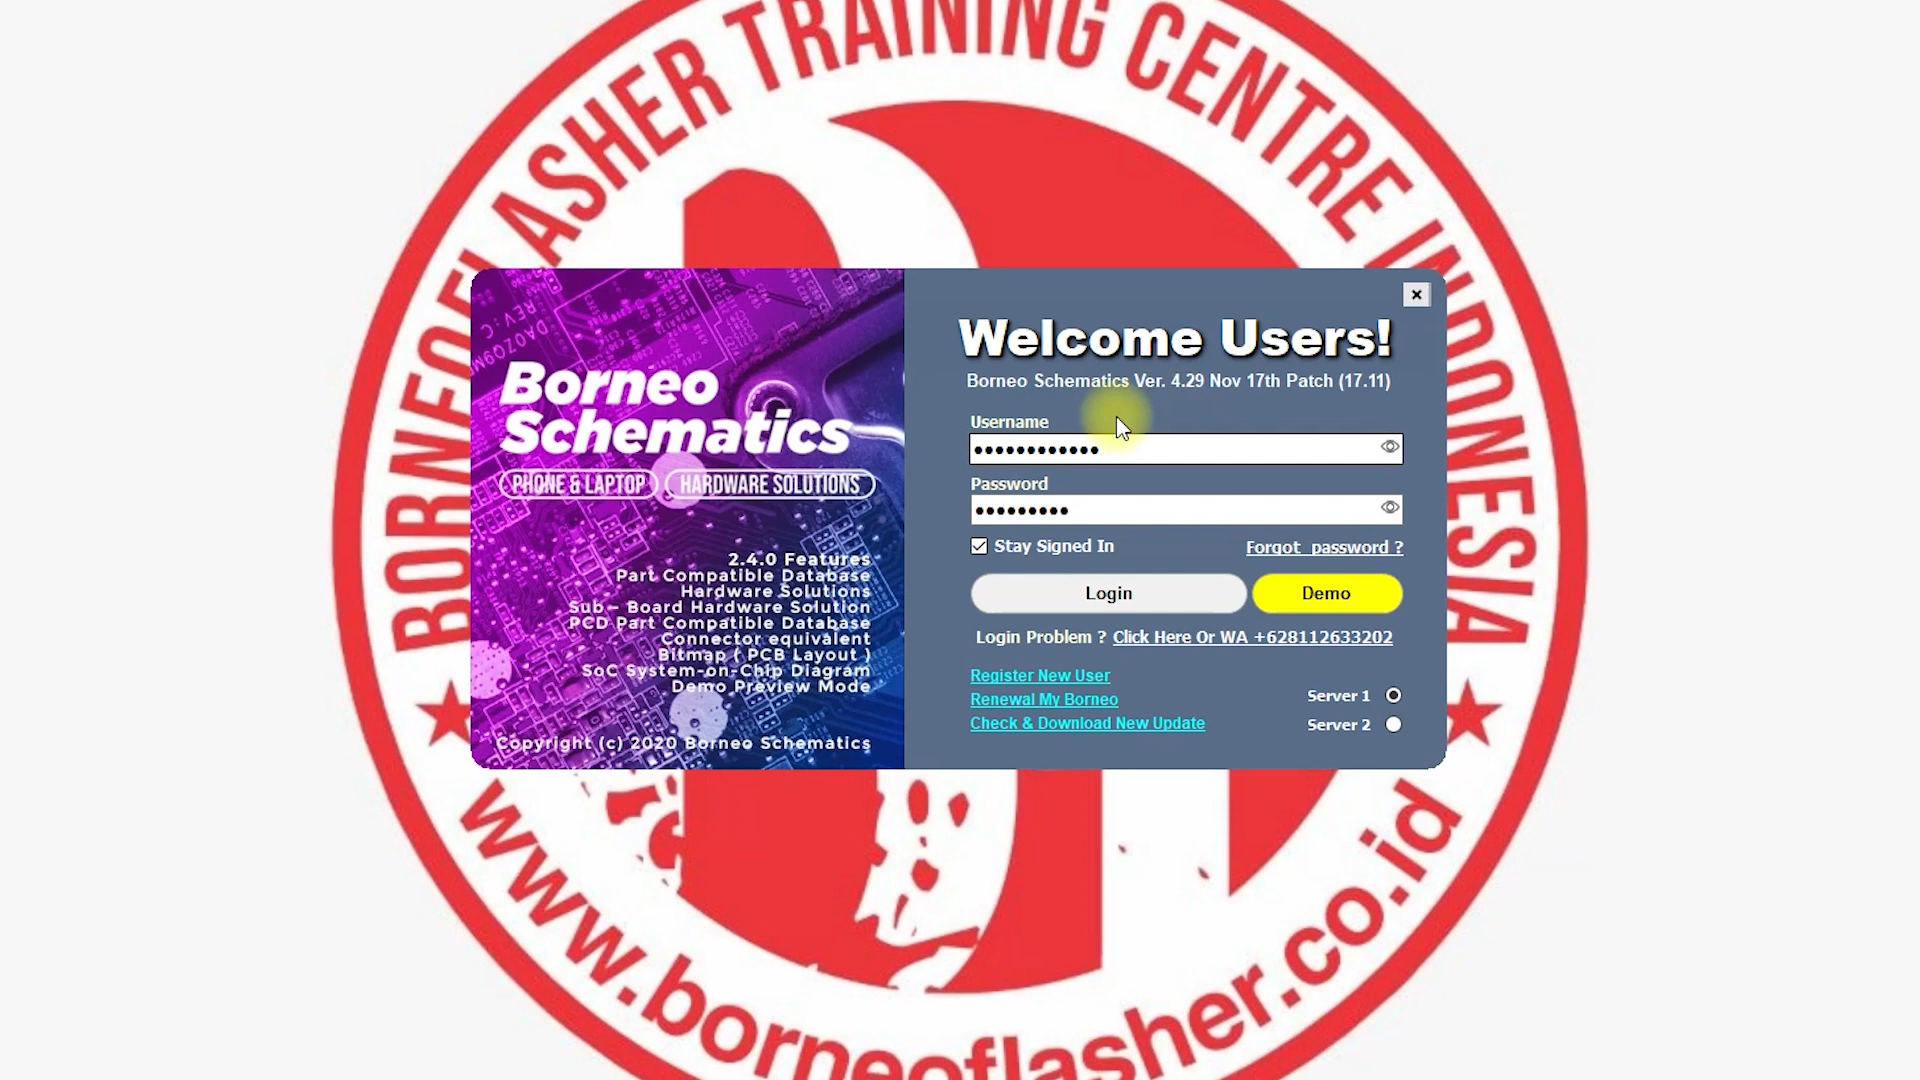 BORNEOFLASHER TRAINING CENTRE INDONESIA
Welcome Users!
Borneo Schematics Ver. 4.29 Nov 17th Patch (17.11)
Username
Password
Stay Signed In
Forgot password ?
Login
Demo
Login Problem ? Click Here Or WA +628112633202
Register New User
Renewal My Borneo
Check & Download New Update
Server 1
Server 2
REV: C
Borneo
Schematics
PHONE & LAPTOP
HARDWARE SOLUTIONS
2.4.0 Features
Part Compatible Database
Hardware Solutions
Sub - Board Hardware Solution
PCD Part Compatible Database
Connector equivalent
Bitmap ( PCB Layout )
SoC System-on-Chip Diagram
Demo Preview Mode
Copyright (c) 2020 Borneo Schematics
www.borneoflasher.co.id